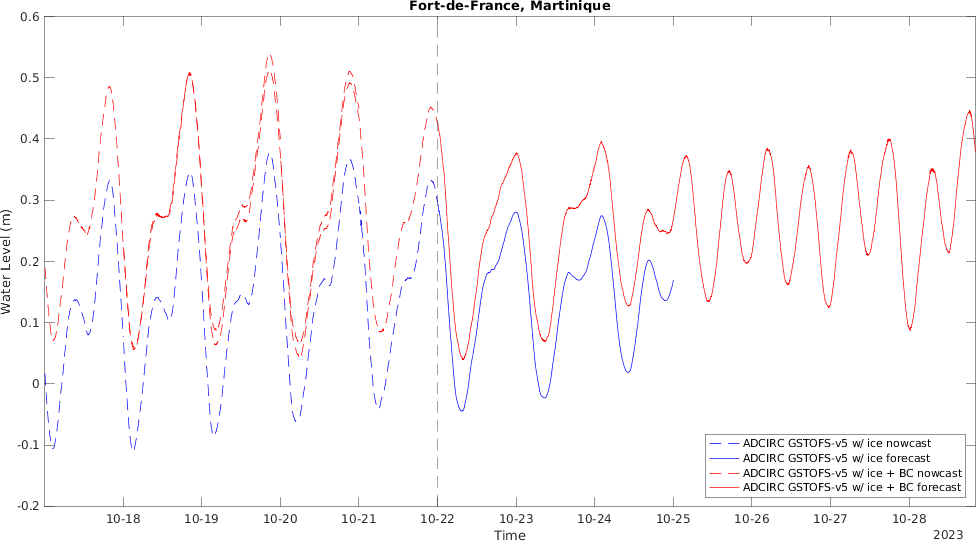 Fort-de-France, Martinique
0.6
0.5
0.4
0.3
0.2
0.1
0
-0.1
-0.2
Water Level (m)
ADCIRC GSTOFS-v5 w/ ice nowcast
ADCIRC GSTOFS-v5 w/ ice forecast
ADCIRC GSTOFS-v5 w/ ice + BC nowcast
ADCIRC GSTOFS-v5 w/ ice + BC forecast
10-18 10-19 10-20 10-21 10-22 10-23 10-24 10-25 10-26 10-27 10-28
Time
2023